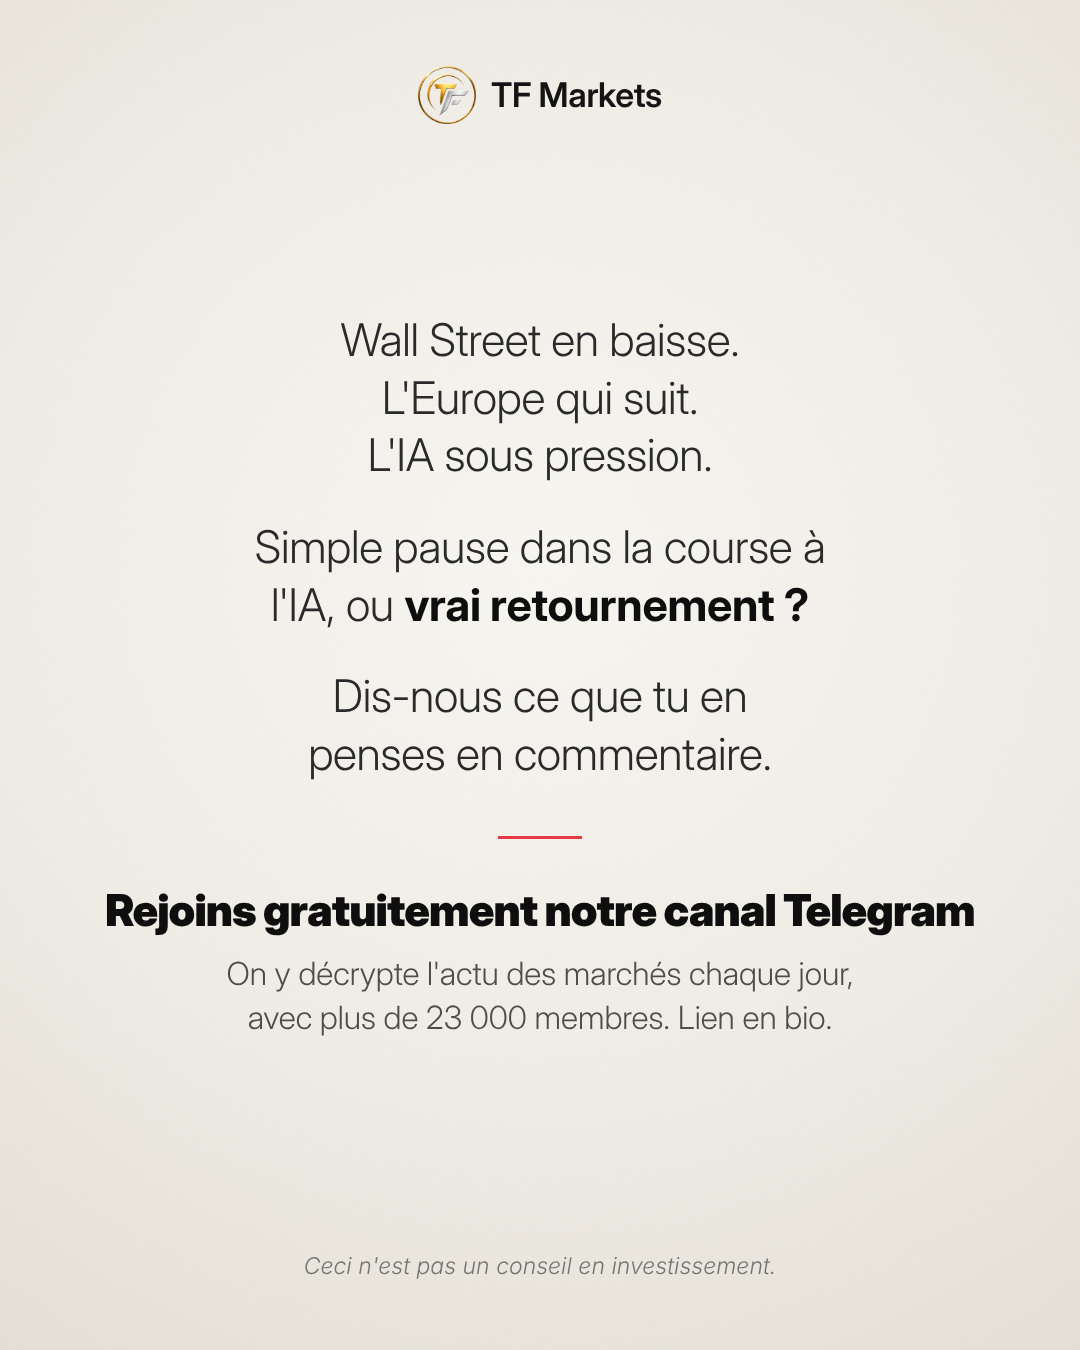 TF
TF Markets
Wall Street en baisse.
L'Europe qui suit.
L'IA sous pression.
Simple pause dans la course à
l'IA, ou vrai retournement ?
Dis-nous ce que tu en
penses en commentaire.
Rejoins gratuitement notre canal Telegram
On y décrypte l'actu des marchés chaque jour,
avec plus de 23 000 membres. Lien en bio.
Ceci n'est pas un conseil en investissement.